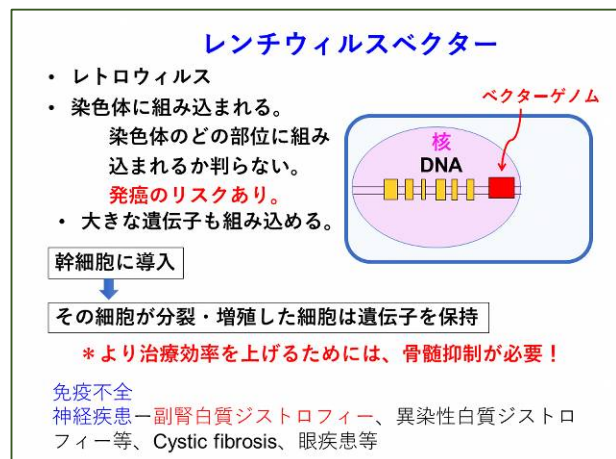 レンチウィルスベクター
• レトロウィルス
• 染色体に組み込まれる。
染色体のどの部位に組み
込まれるか判らない。
発癌のリスクあり。
• 大きな遺伝子も組み込める。
ベクターゲノム
核
DNA
幹細胞に導入
その細胞が分裂・増殖した細胞は遺伝子を保持
＊より治療効率を上げるためには、骨髄抑制が必要！
免疫不全
神経疾患ー副腎白質ジストロフィー、異染性白質ジストロ
フィー等、Cystic fibrosis、眼疾患等